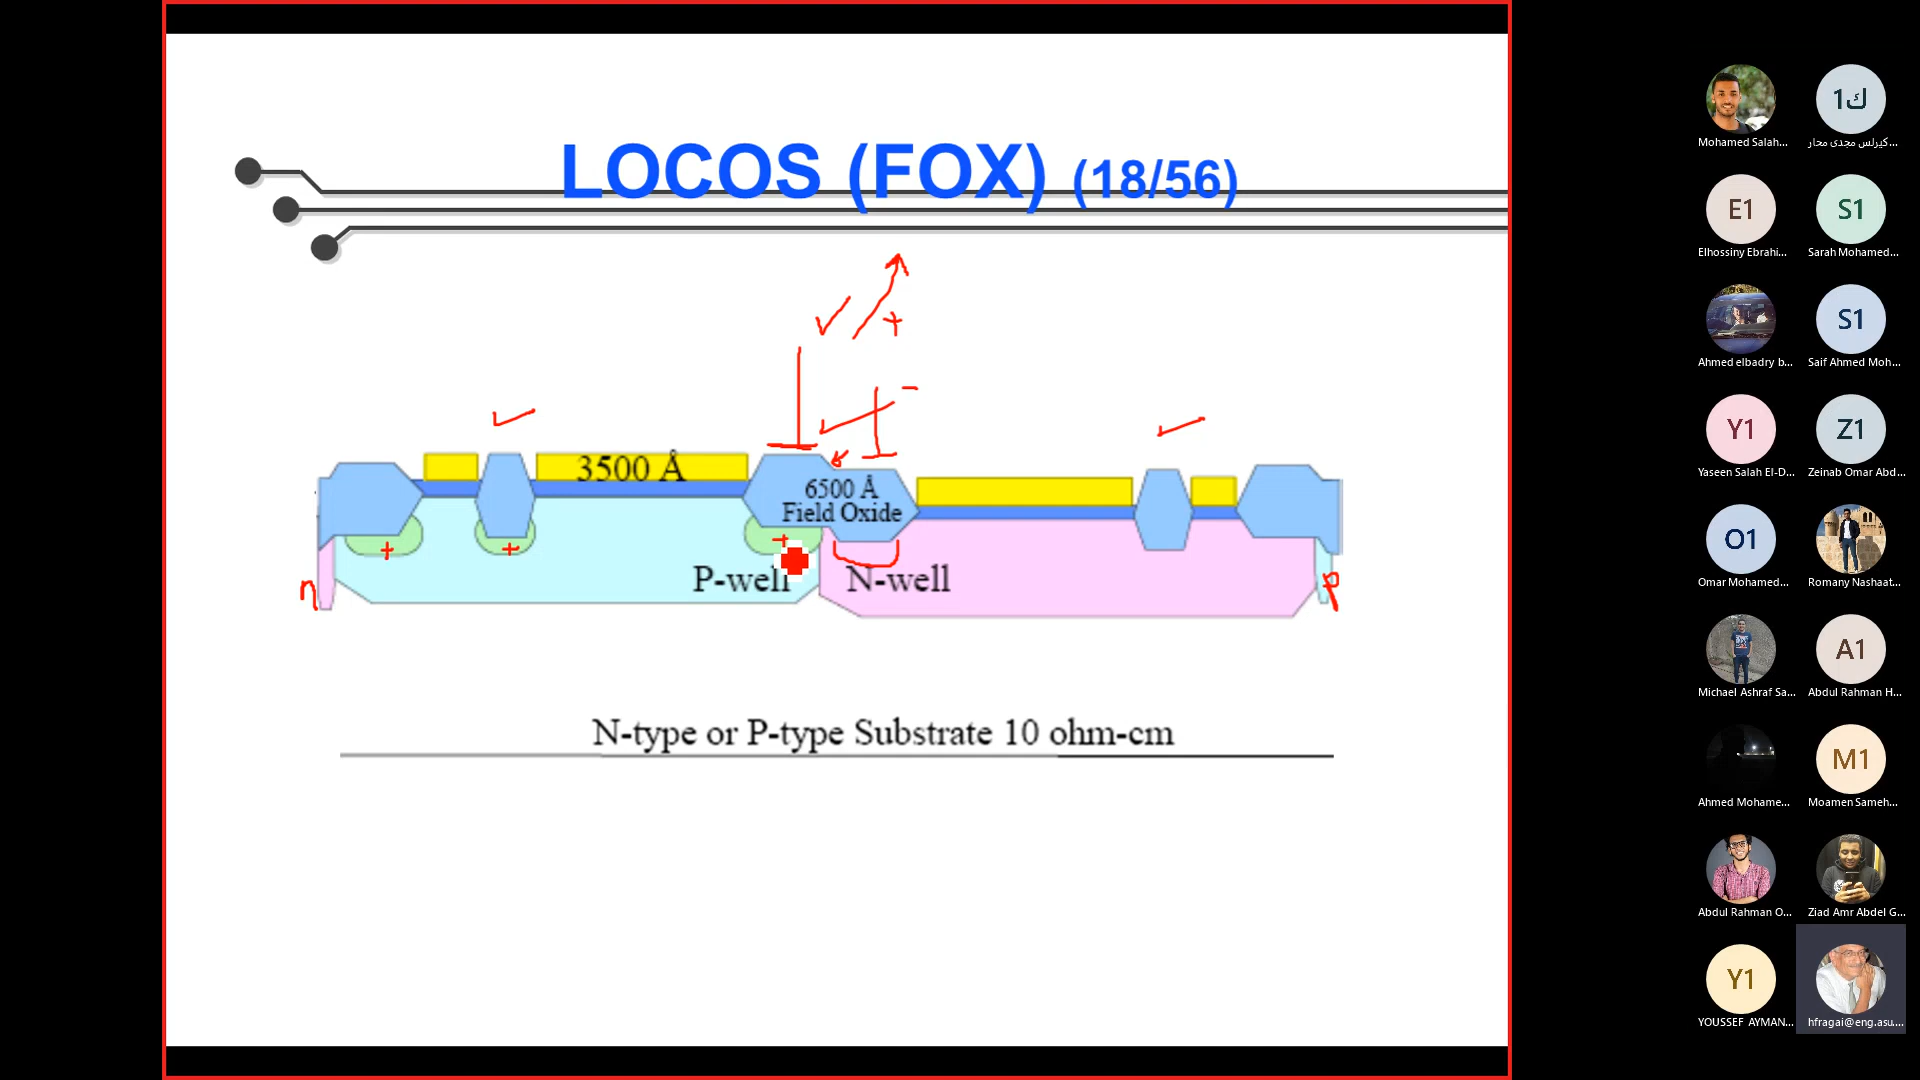 LOCOS (FOX) (18/56)
+
-
3500 Å
6500 Å
Field Oxide
+
+
+
P-well
N-well
n
p
N-type or P-type Substrate 10 ohm-cm
1ك
Mohamed Salah...
كيرلس مجدى محار...
E1
S1
Elhossiny Ebrahi...
Sarah Mohamed...
S1
Ahmed elbadry b...
Saif Ahmed Moh...
Y1
Z1
Yaseen Salah El-D...
Zeinab Omar Abd...
O1
Omar Mohamed...
Romany Nashaat...
A1
Michael Ashraf Sa...
Abdul Rahman H...
M1
Ahmed Mohame...
Moamen Sameh...
Abdul Rahman O...
Ziad Amr Abdel G...
Y1
YOUSSEF AYMAN...
hfragai@eng.asu....